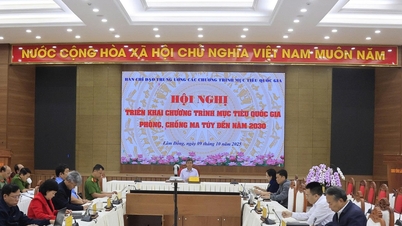 NƯỚC CỘNG HÒA XÃ HỘI CHỦ NGHĨA VIỆT NAM MUÔN NĂM
BAN CHỈ ĐẠO TRUNG ƯƠNG CÁC CHƯƠNG TRÌNH MỤC TIÊU QUỐC GIA
HỘI NGHỊ
TRIỂN KHAI CHƯƠNG TRÌNH MỤC TIÊU QUỐC GIA
PHÒNG, CHỐNG MA TÚY ĐẾN NĂM 2030
Lâm Đồng, ngày 09 tháng 10 năm 2025